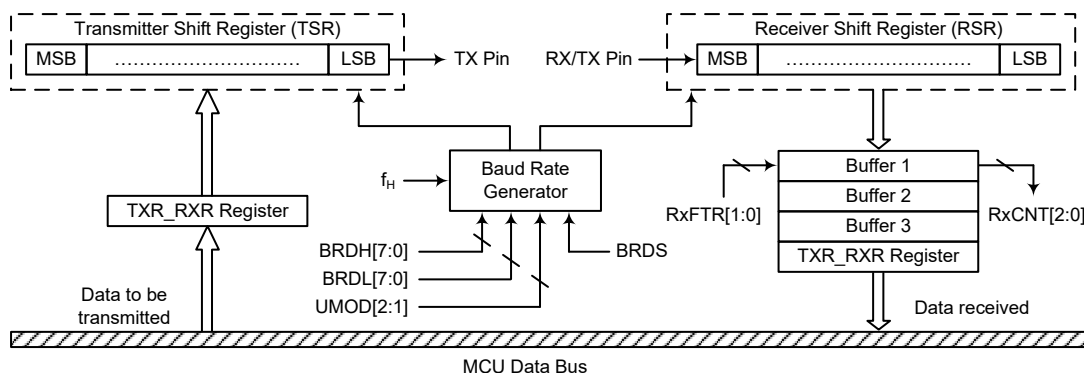 Transmitter Shift Register (TSR)
MSB ............................... LSB
TX Pin
RX/TX Pin
Receiver Shift Register (RSR)
MSB ............................... LSB
fH
Baud Rate
Generator
BRDH[7:0]
BRDL[7:0]
UMOD[2:1]
BRDS
TXR_RXR Register
Data to be
transmitted
RxFTR[1:0]
Buffer 1
Buffer 2
Buffer 3
TXR_RXR Register
RxCNT[2:0]
Data received
MCU Data Bus